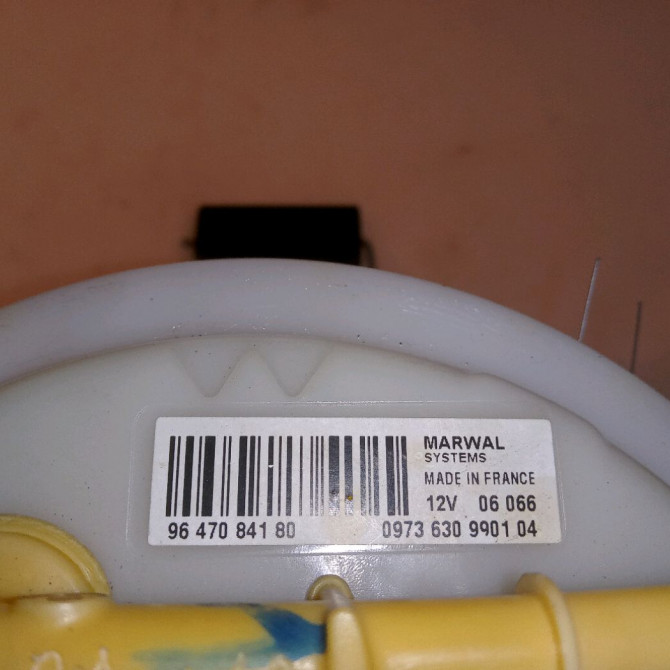 MARWAL
SYSTEMS
MADE IN FRANCE
12V 06 066
96 470 841 80 0973 630 9901 04